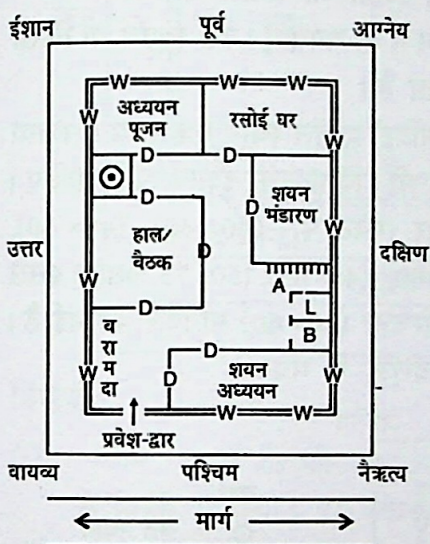 ईशान पूर्व आग्नेय
W W W
W अध्ययन
पूजन रसोई घर
W
D D
D
शयन
भंडारण
D W
उत्तर हाल/
बैठक D दक्षिण
W A
L
D B
व
रा
म
दा
D
W D शयन
अध्ययन W
W W
प्रवेश-द्वार
वायव्य पश्चिम नैऋत्य
मार्ग